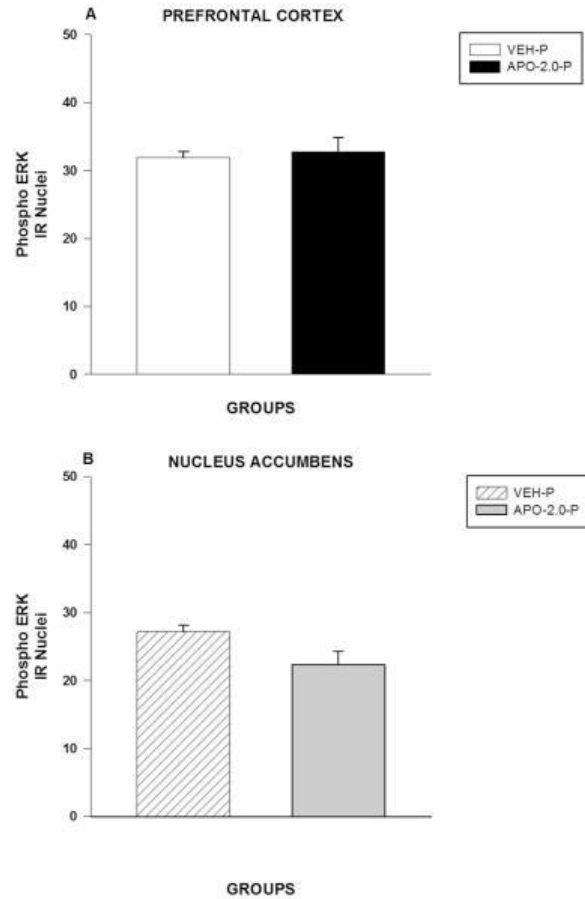 A
PREFRONTAL CORTEX
50
40
30
20
10
0
Phospho ERK
IR Nuclei
GROUPS
VEH-P
APO-2.0-P
B
NUCLEUS ACCUMBENS
50
40
30
20
10
0
Phospho ERK
IR Nuclei
GROUPS
VEH-P
APO-2.0-P